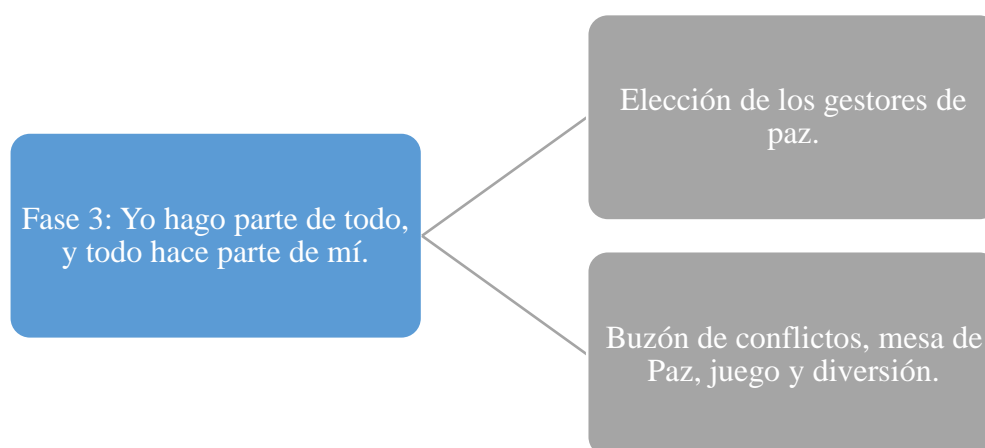 Fase 3: Yo hago parte de todo,
y todo hace parte de mí.
Elección de los gestores de
paz.
Buzón de conflictos, mesa de
Paz, juego y diversión.